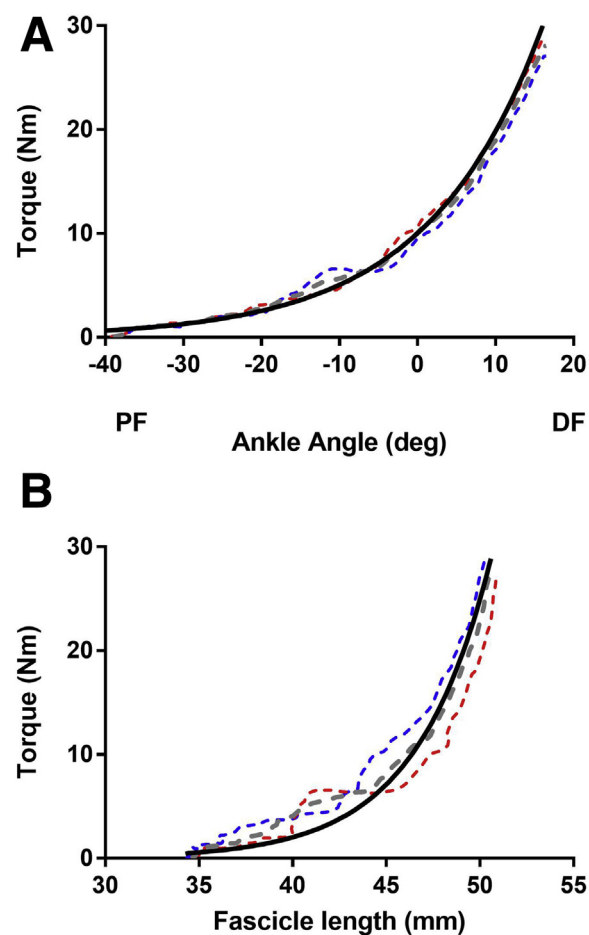 A
Torque (Nm)
30
20
10
0
-40 -30 -20 -10 0 10 20
PF DF
Ankle Angle (deg)
B
Torque (Nm)
30
20
10
0
30 35 40 45 50 55
Fascicle length (mm)